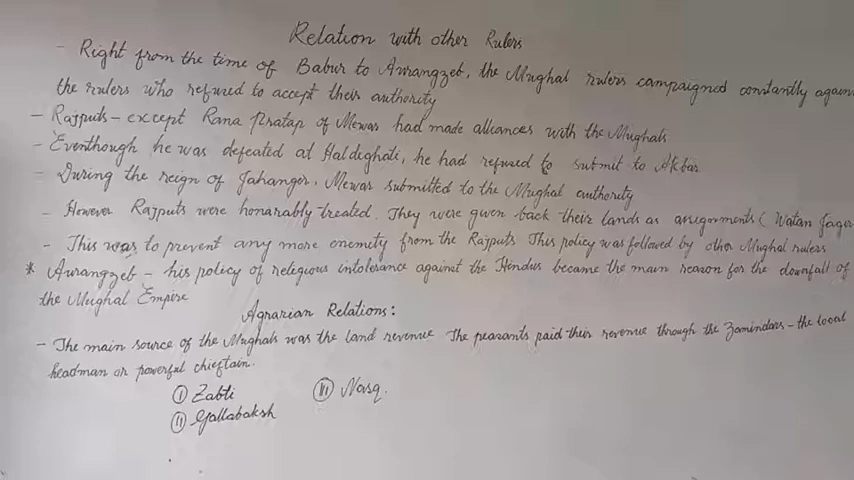 Relation with other Rulers
- Right from the time of Babur to Aurangzeb, the Mughal rulers campaigned constantly again
the rulers who refused to accept their authority
- Rajputs - except Rana Pratap of Mewar had made alliances with the Mughals
- Eventhough he was defeated at Haldighati, he had refused to submit to Akbar
- During the reign of Jahanger, Mewar submitted to the Mughal authority
- However Rajputs were honarably treated. They were given back their lands as assignments (Watan Jager
- This was to prevent any more enemity from the Rajputs This policy was followed by other Mughal rulers
* Aurangzeb - his policy of religious intolerance against the Hindus became the main reason for the downfall of
the Mughal Empire
Agrarian Relations:
- The main source of the Mughals was the land revenue The peasants paid their revenue through the Zamindars - the local
headman or powerful chieftain.
(I) Zabti (III) Nasq.
(II) Gallabaksh